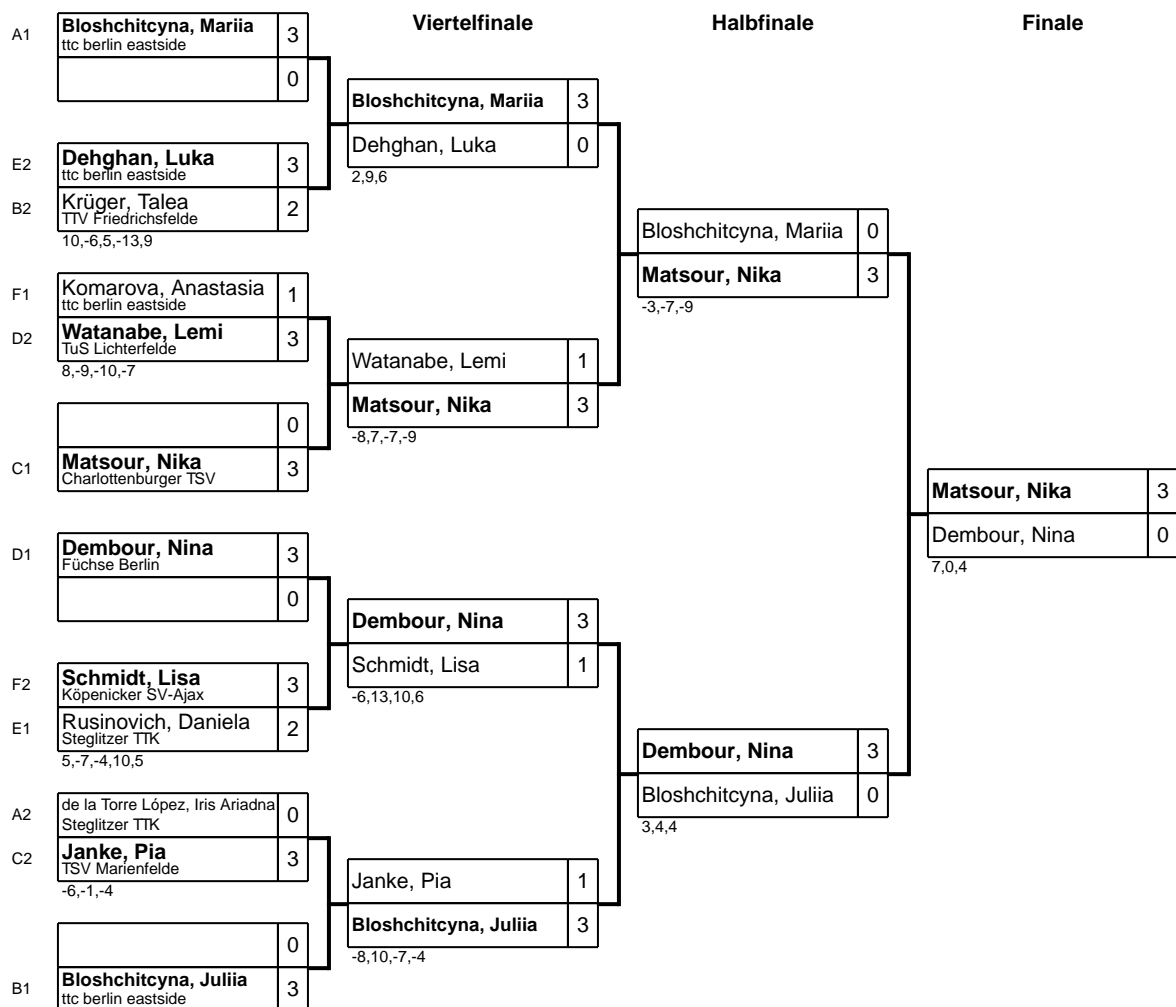 Viertelfinale
Halbfinale
Finale
A1
Bloshchitcyna, Mariia 3
ttc berlin eastside
0
E2
Dehghan, Luka 3
ttc berlin eastside
B2
Krüger, Talea 2
TTV Friedrichsfelde
10,-6,5,-13,9
F1
Komarova, Anastasia 1
ttc berlin eastside
D2
Watanabe, Lemi 3
TuS Lichterfelde
8,-9,-10,-7
0
C1
Matsour, Nika 3
Charlottenburger TSV
D1
Dembour, Nina 3
Füchse Berlin
0
F2
Schmidt, Lisa 3
Köpenicker SV-Ajax
E1
Rusinovich, Daniela 2
Steglitzer TTK
5,-7,-4,10,5
A2
de la Torre López, Iris Ariadna 0
Steglitzer TTK
C2
Janke, Pia 3
TSV Marienfelde
-6,-1,-4
0
B1
Bloshchitcyna, Juliia 3
ttc berlin eastside
Bloshchitcyna, Mariia 3
Dehghan, Luka 0
2,9,6
Watanabe, Lemi 1
Matsour, Nika 3
-8,7,-7,-9
Dembour, Nina 3
Schmidt, Lisa 1
-6,13,10,6
Janke, Pia 1
Bloshchitcyna, Juliia 3
-8,10,-7,-4
Bloshchitcyna, Mariia 0
Matsour, Nika 3
-3,-7,-9
Dembour, Nina 3
Bloshchitcyna, Juliia 0
3,4,4
Matsour, Nika 3
Dembour, Nina 0
7,0,4